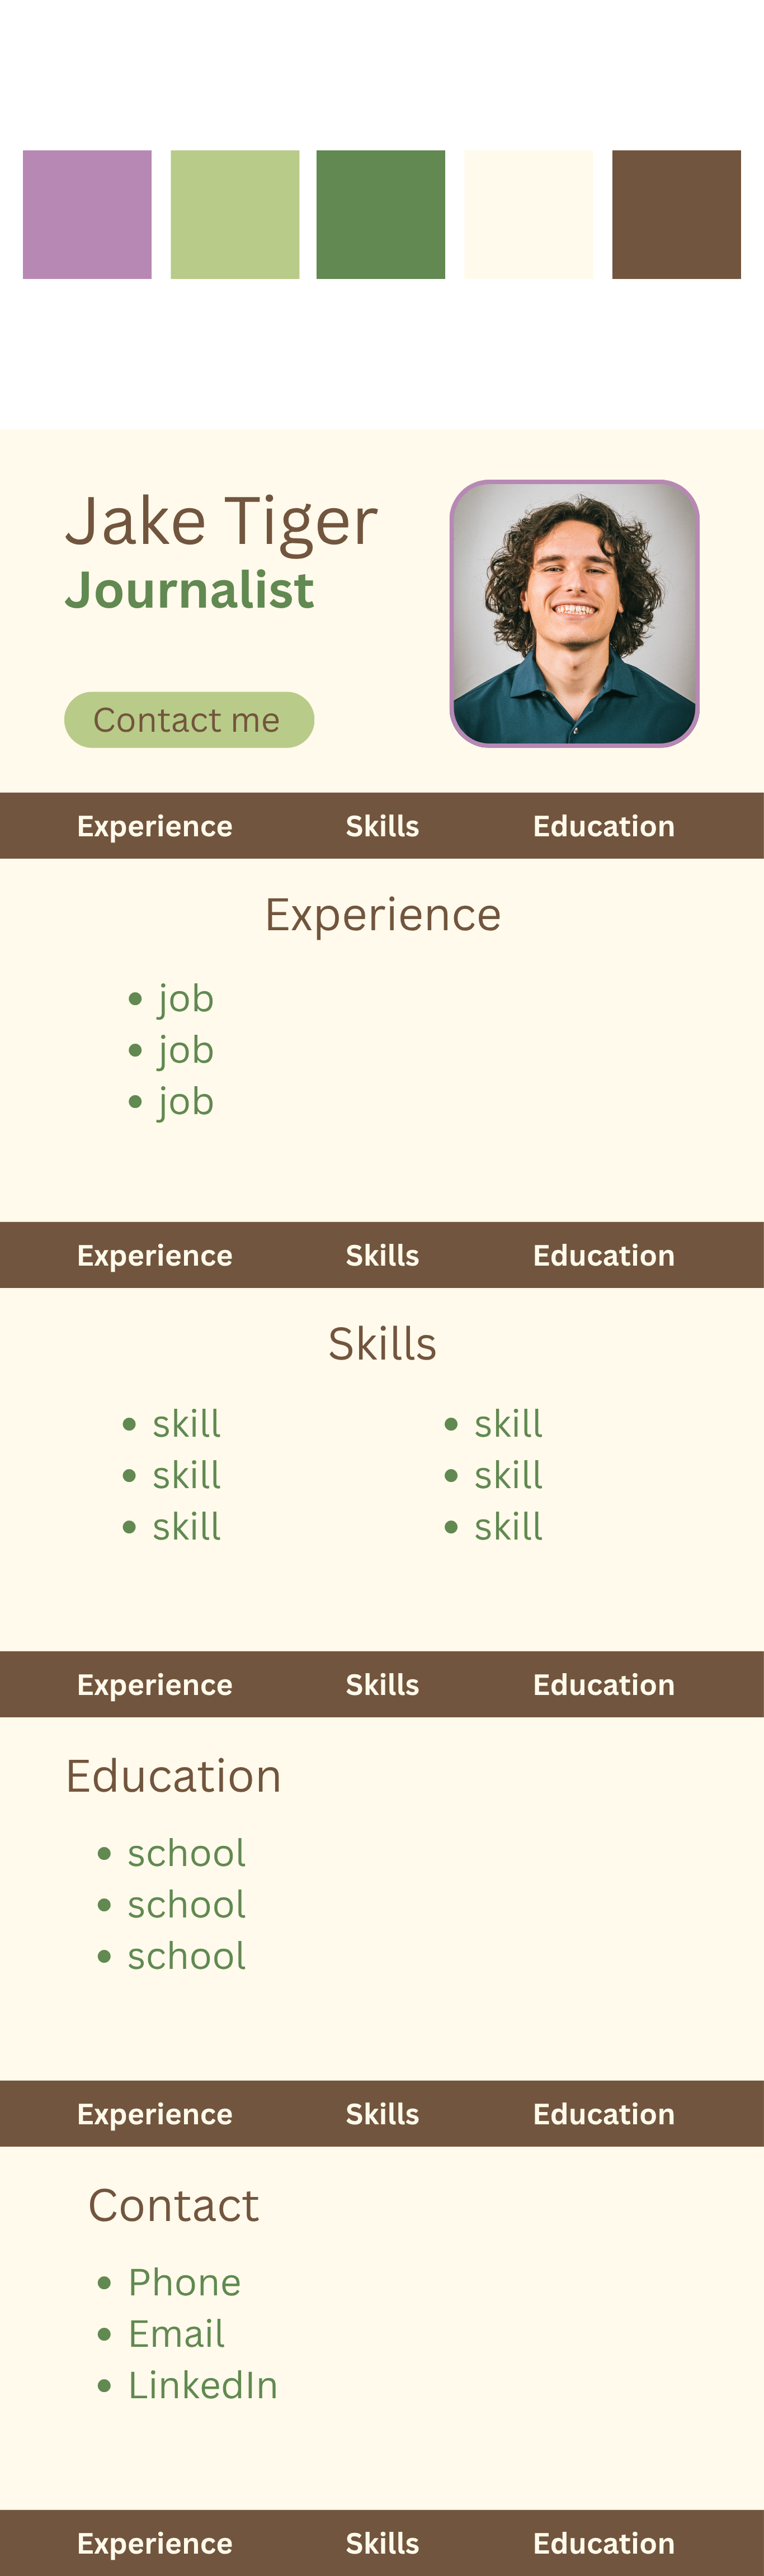 Jake Tiger
Journalist
Contact me
Experience Skills Education
Experience
• job
• job
• job
Experience Skills Education
Skills
• skill
• skill
• skill
• skill
• skill
• skill
Experience Skills Education
Education
• school
• school
• school
Experience Skills Education
Contact
• Phone
• Email
• LinkedIn
Experience Skills Education